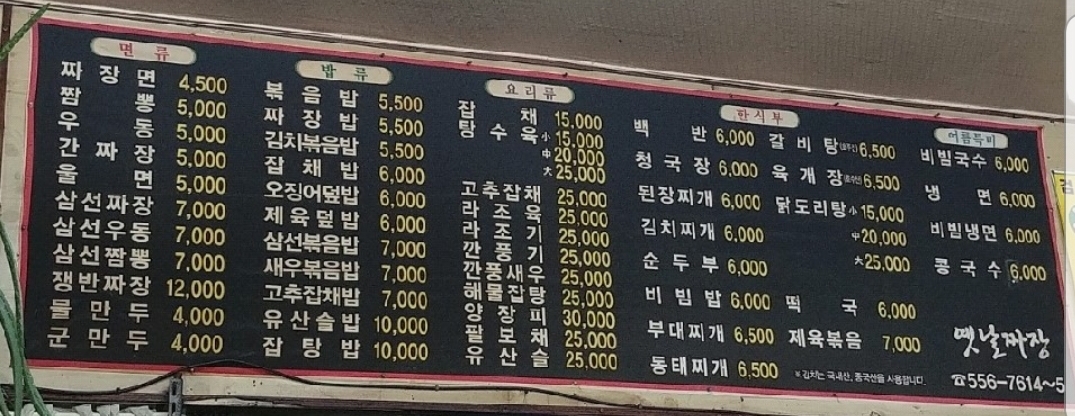 면 류
짜 장 면 4,500
짬 뽕 5,000
우 동 5,000
간 짜 장 5,000
울 면 5,000
삼선짜장 7,000
삼선우동 7,000
삼선짬뽕 7,000
쟁반짜장 12,000
물 만 두 4,000
군 만 두 4,000
밥 류
볶 음 밥 5,500
짜 장 밥 5,500
김치볶음밥 5,500
잡 채 밥 6,000
오징어덮밥 6,000
제 육 덮 밥 6,000
삼선볶음밥 7,000
새우볶음밥 7,000
고추잡채밥 7,000
유 산 슬 밥 10,000
잡 탕 밥 10,000
요리류
잡 채 15,000
탕 수 육 小 15,000
中 20,000
大 25,000
고추잡채 25,000
라 조 육 25,000
라 조 기 25,000
깐 풍 기 25,000
깐풍새우 25,000
해물잡탕 25,000
양 장 피 30,000
팔 보 채 25,000
유 산 슬 25,000
한식부
백 반 6,000
청 국 장 6,000
된장찌개 6,000
김치찌개 6,000
순 두 부 6,000
비 빔 밥 6,000
부대찌개 6,500
동태찌개 6,500
갈 비 탕 6,500
육 개 장 6,500
닭도리탕 小 15,000
中 20,000
大 25,000
떡 국 6,000
제육볶음 7,000
※김치는 국내산, 중국산을 사용합니다.
여름특미
비빔국수 6,000
냉 면 6,000
비빔냉면 6,000
콩 국 수 6,000
옛날짜장
☎556-7614~5